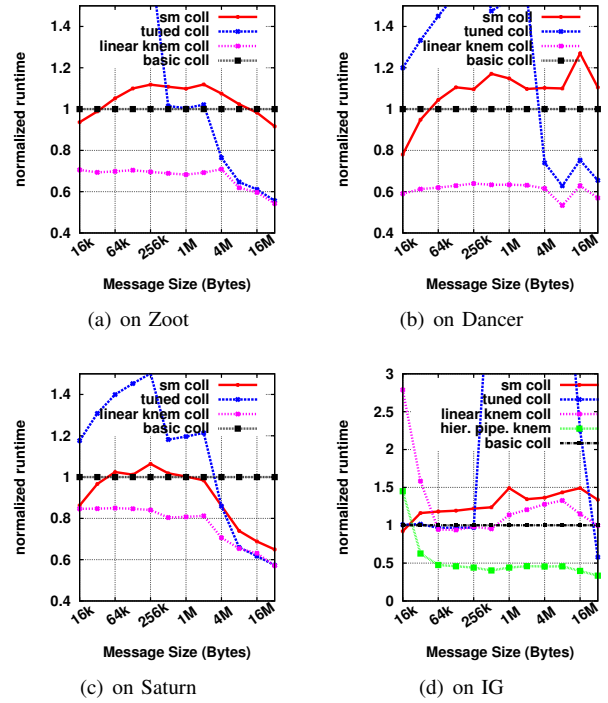 sm coll
tuned coll
linear knem coll
basic coll
1.4
1.2
1
0.8
0.6
0.4
normalized runtime
16k
64k
256k
1M
4M
16M
Message Size (Bytes)
(a) on Zoot
sm coll
tuned coll
linear knem coll
basic coll
1.4
1.2
1
0.8
0.6
0.4
normalized runtime
16k
64k
256k
1M
4M
16M
Message Size (Bytes)
(b) on Dancer
sm coll
tuned coll
linear knem coll
basic coll
1.4
1.2
1
0.8
0.6
0.4
normalized runtime
16k
64k
256k
1M
4M
16M
Message Size (Bytes)
(c) on Saturn
sm coll
tuned coll
linear knem coll
hier. pipe. knem
basic coll
3
2.5
2
1.5
1
0.5
0
normalized runtime
16k
64k
256k
1M
4M
16M
Message Size (Bytes)
(d) on IG